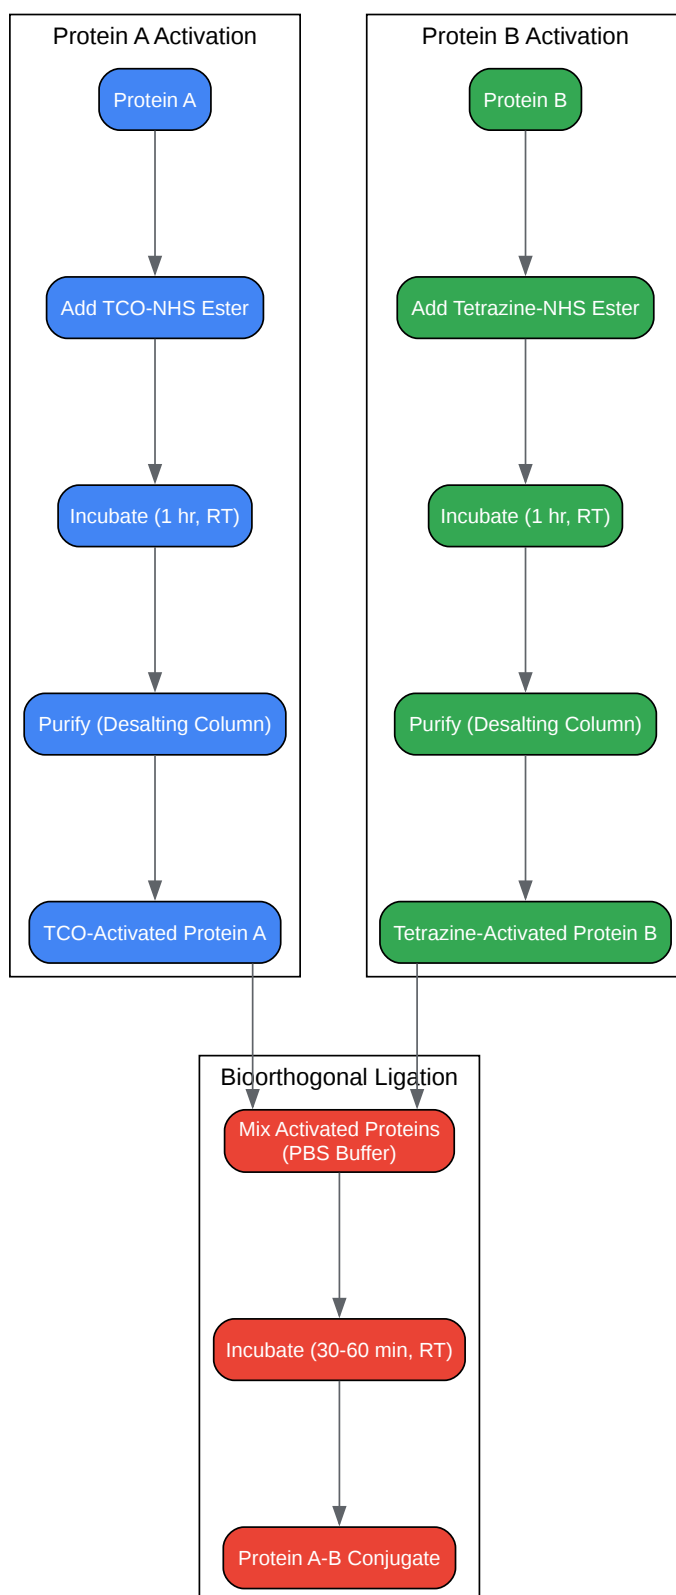 Protein A Activation
Protein A
Add TCO-NHS Ester
Incubate (1 hr, RT)
Purify (Desalting Column)
TCO-Activated Protein A
Protein B Activation
Protein B
Add Tetrazine-NHS Ester
Incubate (1 hr, RT)
Purify (Desalting Column)
Tetrazine-Activated Protein B
Bioorthogonal Ligation
Mix Activated Proteins
(PBS Buffer)
Incubate (30-60 min, RT)
Protein A-B Conjugate